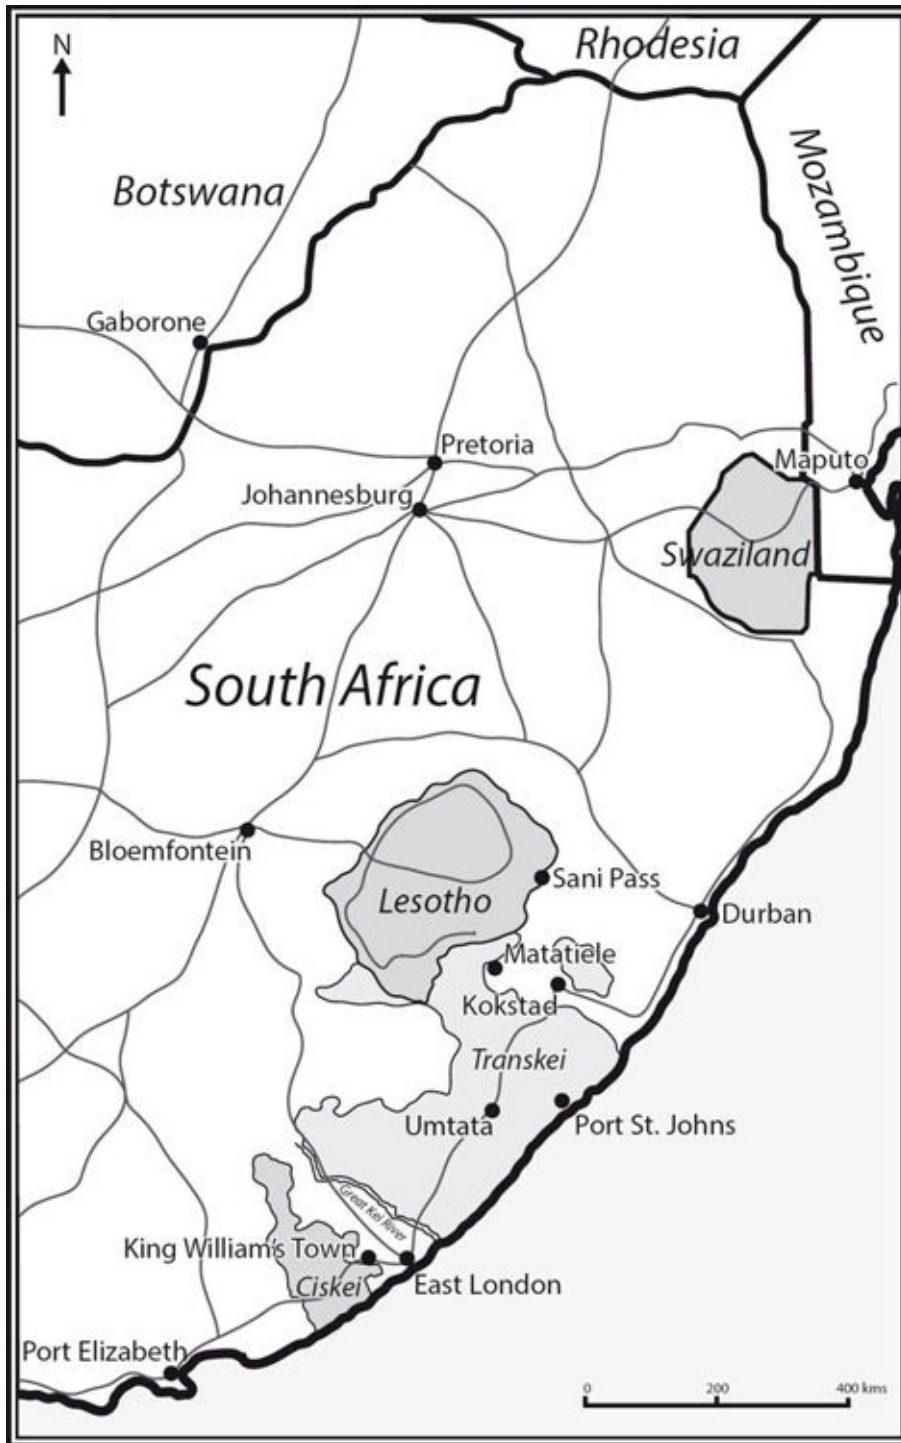 N
Rhodesia
Mozambique
Botswana
Gaborone
Pretoria
Maputo
Johannesburg
Swaziland
South Africa
Bloemfontein
Sani Pass
Lesotho
Durban
Matatiele
Kokstad
Transkei
Umtata
Port St. Johns
Great Kei River
King William's Town
Ciskei
East London
Port Elizabeth
0 200 400 kms